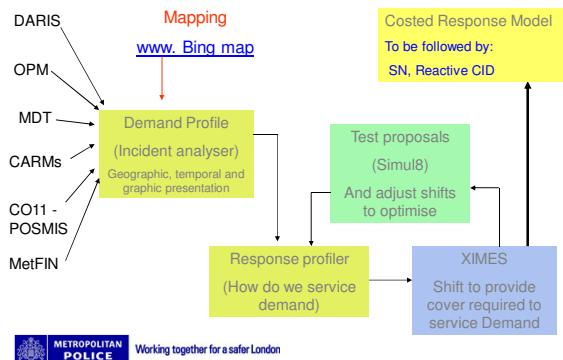 DARIS
OPM
MDT
CARMs
CO11 -
POSMIS
MetFIN
Mapping
www. Bing map
Demand Profile
(Incident analyser)
Geographic, temporal and
graphic presentation
Costed Response Model
To be followed by:
SN, Reactive CID
Test proposals
(Simul8)
And adjust shifts
to optimise
Response profiler
(How do we service
demand)
XIMES
Shift to provide
cover required to
service Demand
METROPOLITAN
POLICE
Working together for a safer London